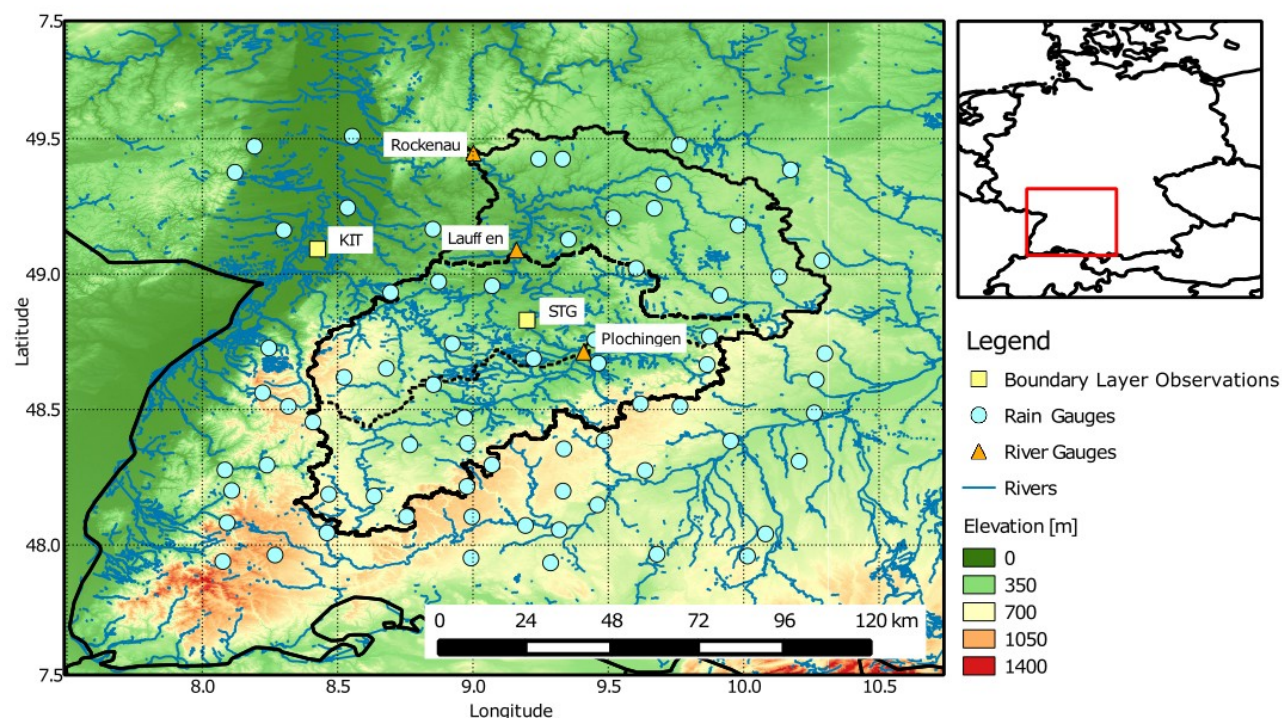 7.5
49.5
49.0
48.5
48.0
7.5
Latitude
Rockenau
KIT
Lauff en
STG
Plochingen
0 24 48 72 96 120 km
8.0 8.5 9.0 9.5 10.0 10.5
Longitude
Legend
Boundary Layer Observations
Rain Gauges
River Gauges
Rivers
Elevation [m]
0
350
700
1050
1400